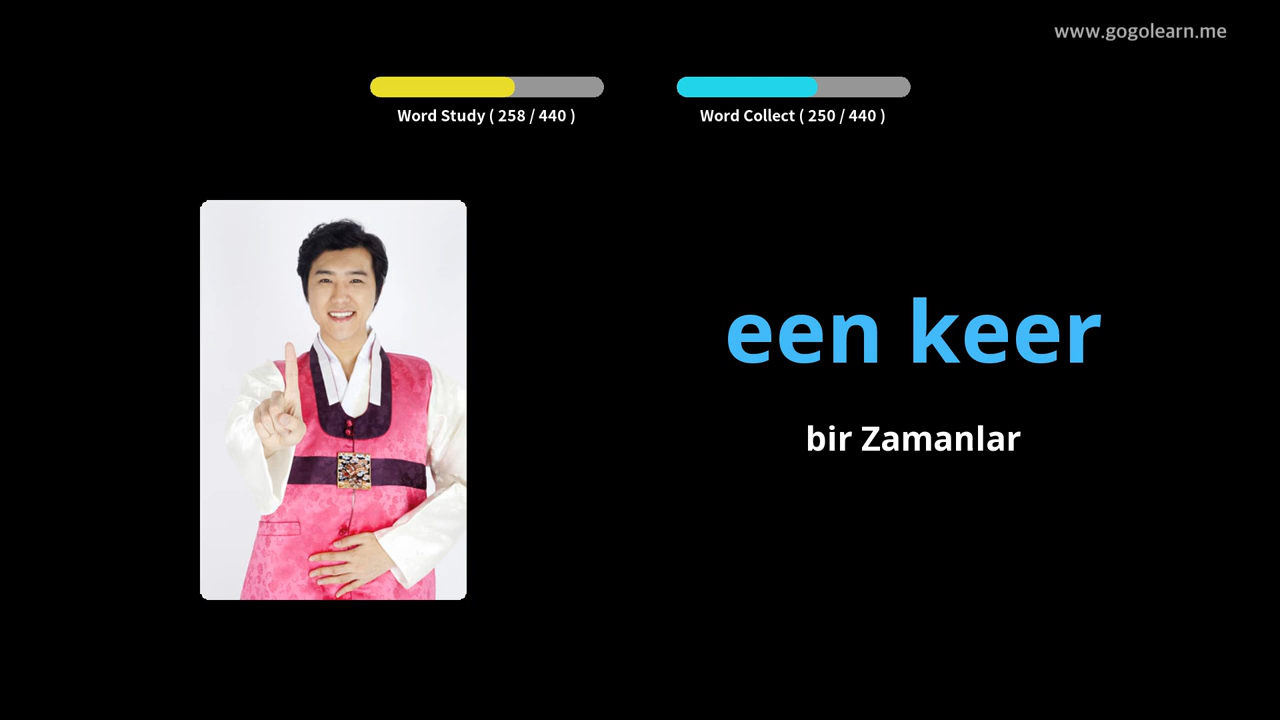 www.gogolearn.me
Word Study ( 258 / 440 )
Word Collect ( 250 / 440 )
een keer
bir Zamanlar